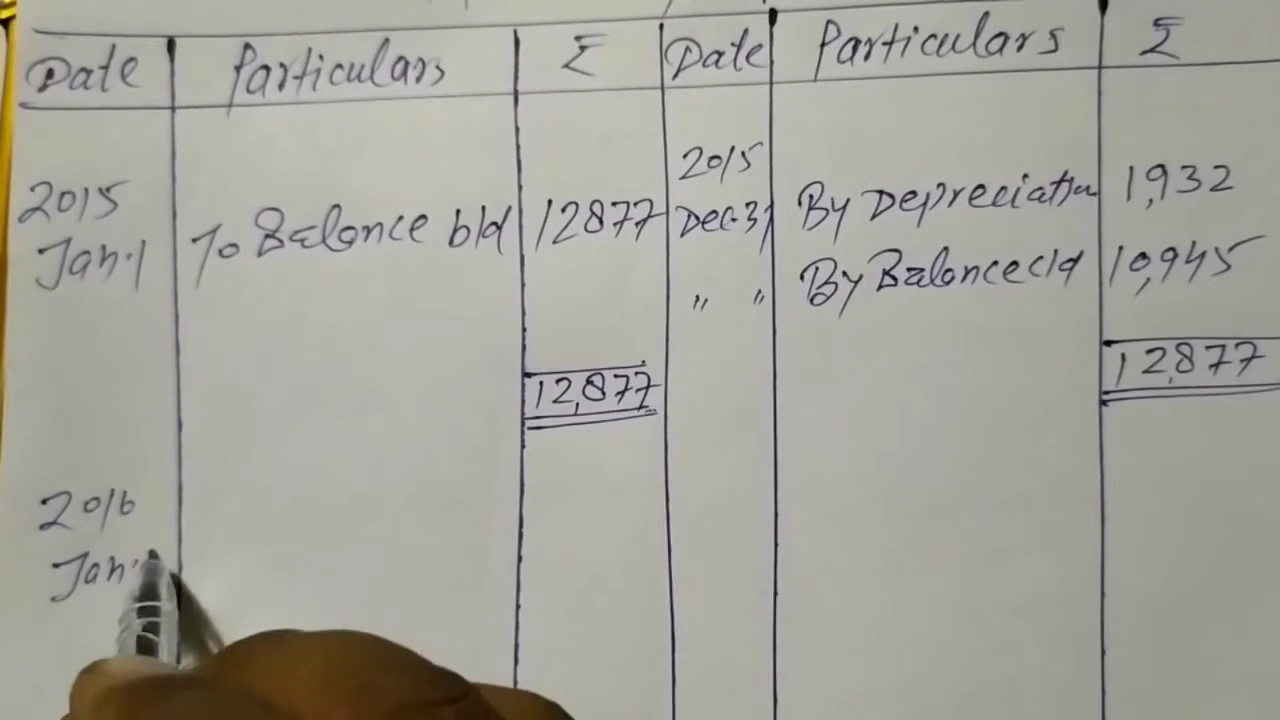 Date Particulars ₹ Date Particulars ₹
2015 2015
Jan.1 To Balance b/d 12877 Dec.31 By Depreciation 1,932
" " By Balance c/d 10,945
12,877 12,877
2016
Jan.